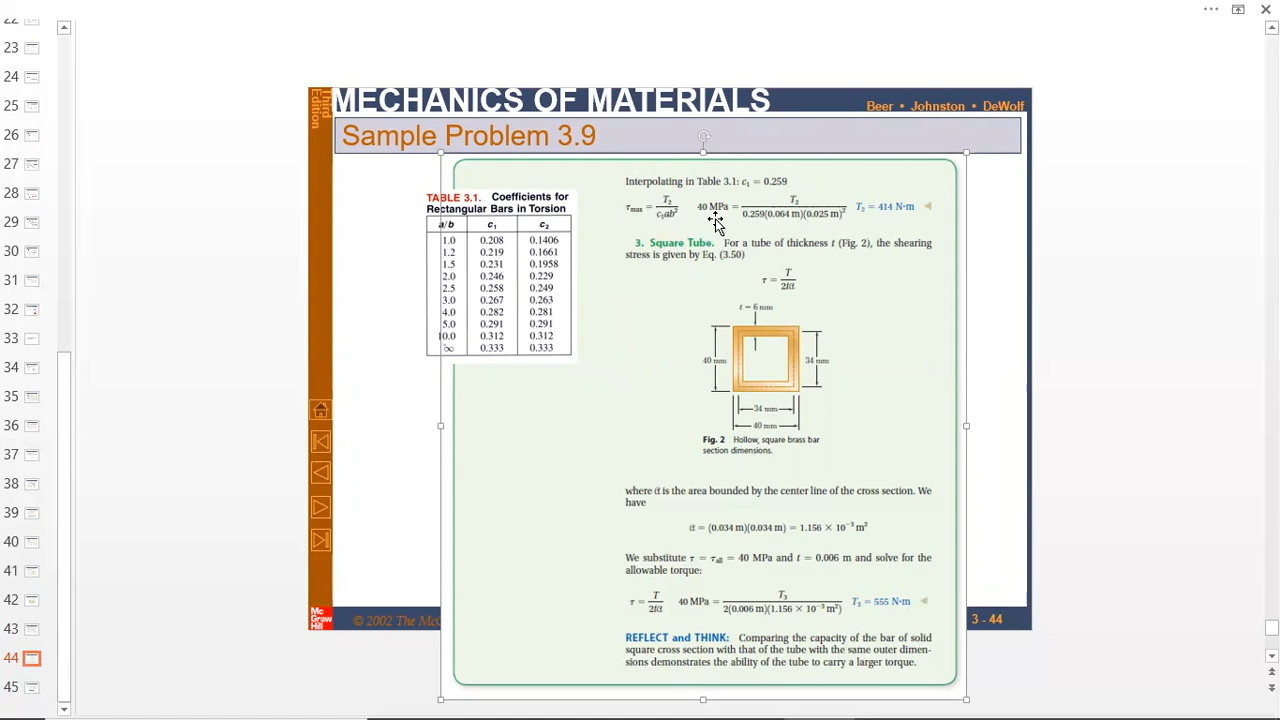 22
23
24
25
26
27
28
29
30
31
32
33
34
35
36
37
38
39
40
41
42
43
44
45
Third
Edition
MECHANICS OF MATERIALS
Beer • Johnston • DeWolf
Sample Problem 3.9
TABLE 3.1. Coefficients for
Rectangular Bars in Torsion
a/b c₁ c₂
1.0 0.208 0.1406
1.2 0.219 0.1661
1.5 0.231 0.1958
2.0 0.246 0.229
2.5 0.258 0.249
3.0 0.267 0.263
4.0 0.282 0.281
5.0 0.291 0.291
10.0 0.312 0.312
∞ 0.333 0.333
Interpolating in Table 3.1: c₁ = 0.259
τmax = T₂/c₁ab² 40 MPa = T₂/0.259(0.064 m)(0.025 m)² T₂ = 414 N·m
3. Square Tube. For a tube of thickness t (Fig. 2), the shearing
stress is given by Eq. (3.50)
τ = T/2tɑ
t = 6 mm
40 mm
34 mm
34 mm
40 mm
Fig. 2 Hollow, square brass bar
section dimensions.
where ɑ is the area bounded by the center line of the cross section. We
have
ɑ = (0.034 m)(0.034 m) = 1.156 × 10⁻³ m²
We substitute τ = τall = 40 MPa and t = 0.006 m and solve for the
allowable torque:
τ = T/2tɑ 40 MPa = T₃/2(0.006 m)(1.156 × 10⁻³ m²) T₃ = 555 N·m
REFLECT and THINK: Comparing the capacity of the bar of solid
square cross section with that of the tube with the same outer dimen-
sions demonstrates the ability of the tube to carry a larger torque.
Mc
Graw
Hill
© 2002 The Mc
3 - 44